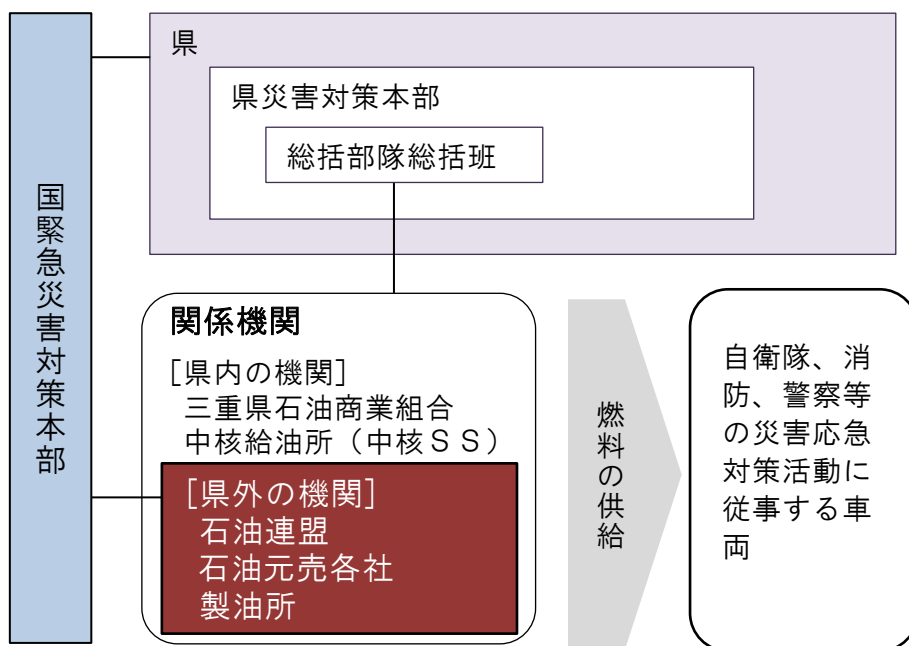 国緊急災害対策本部
県
県災害対策本部
総括部隊総括班
関係機関
［県内の機関］
三重県石油商業組合
中核給油所（中核ＳＳ）
［県外の機関］
石油連盟
石油元売各社
製油所
燃料の供給
自衛隊、消
防、警察等
の災害応急
対策活動に
従事する車
両